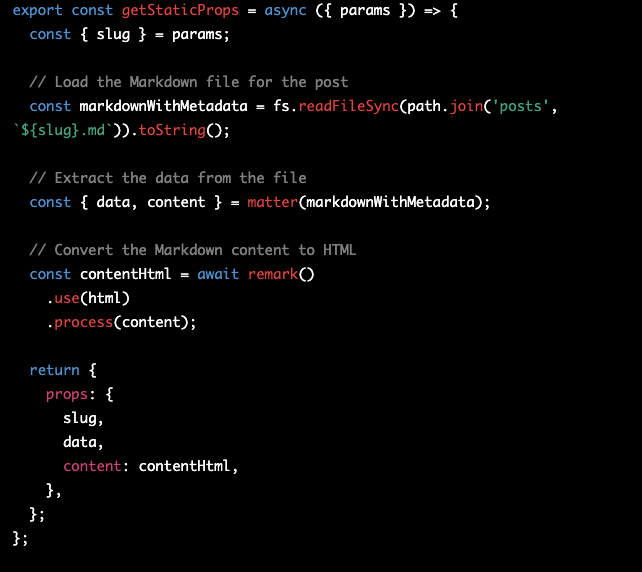 export const getStaticProps = async ({ params }) => {
  const { slug } = params;

  // Load the Markdown file for the post
  const markdownWithMetadata = fs.readFileSync(path.join('posts',
`${slug}.md`)).toString();

  // Extract the data from the file
  const { data, content } = matter(markdownWithMetadata);

  // Convert the Markdown content to HTML
  const contentHtml = await remark()
    .use(html)
    .process(content);

  return {
    props: {
      slug,
      data,
      content: contentHtml,
    },
  };
};